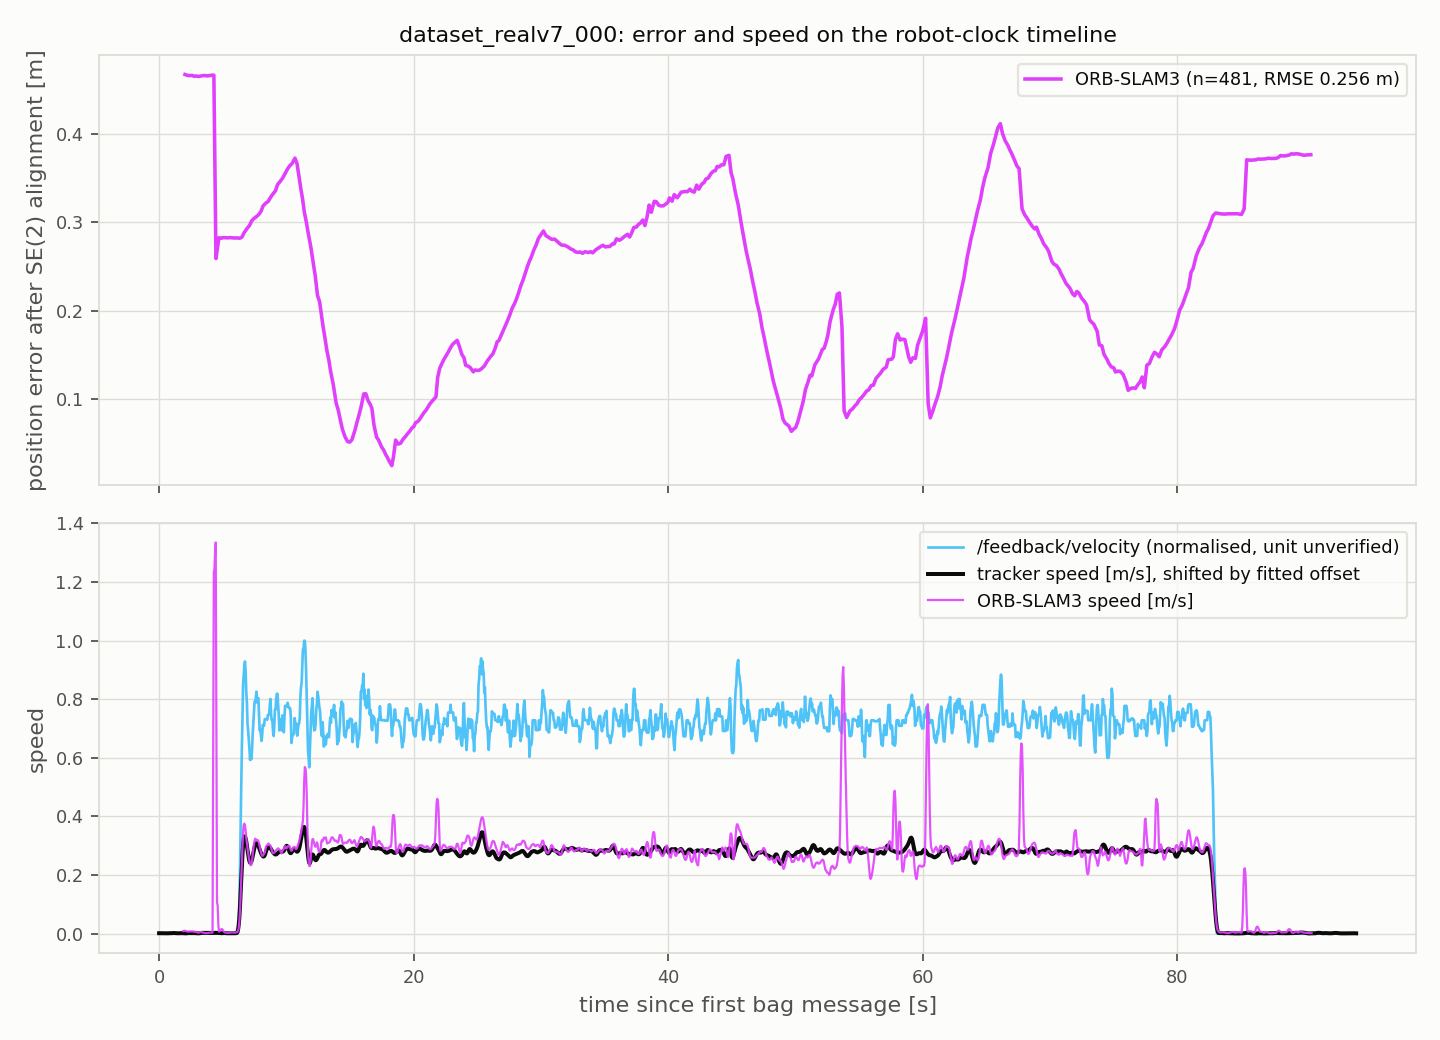 dataset_realv7_000: error and speed on the robot-clock timeline
position error after SE(2) alignment [m]
ORB-SLAM3 (n=481, RMSE 0.256 m)
0.4
0.3
0.2
0.1
speed
1.4
1.2
1.0
0.8
0.6
0.4
0.2
0.0
/feedback/velocity (normalised, unit unverified)
tracker speed [m/s], shifted by fitted offset
ORB-SLAM3 speed [m/s]
0 20 40 60 80
time since first bag message [s]